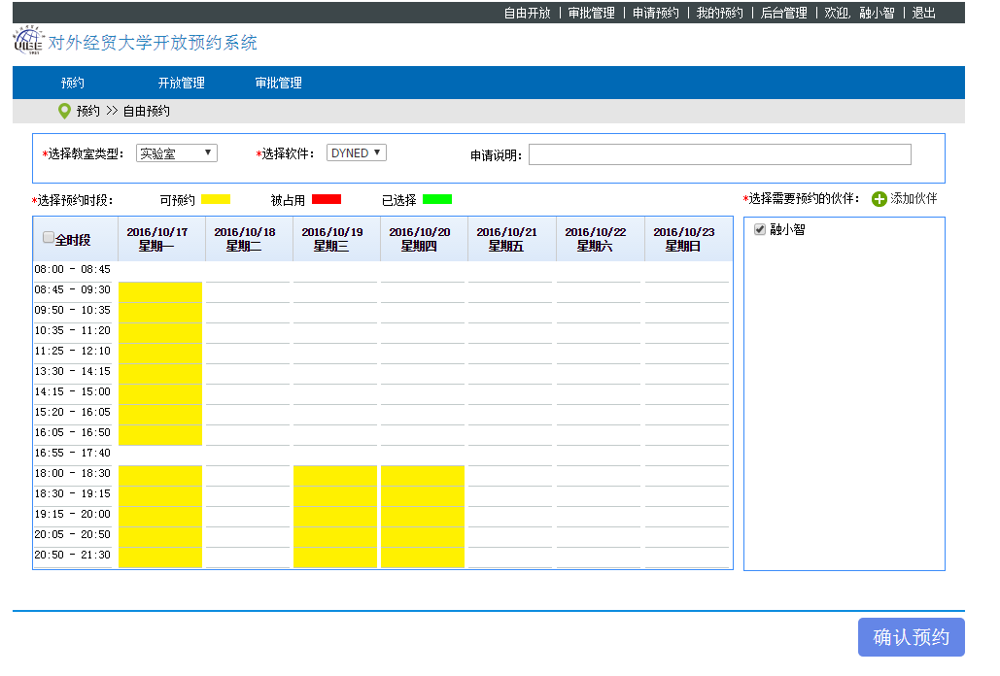 自由开放 | 审批管理 | 申请预约 | 我的预约 | 后台管理 | 欢迎, 融小智 | 退出
UIBE 对外经贸大学开放预约系统
1951
预约 开放管理 审批管理
预约 >> 自由预约
*选择教室类型: 实验室 *选择软件: DYNED 申请说明:
*选择预约时段: 可预约 被占用 已选择 *选择需要预约的伙伴: 添加伙伴
全时段 2016/10/17 2016/10/18 2016/10/19 2016/10/20 2016/10/21 2016/10/22 2016/10/23
星期一 星期二 星期三 星期四 星期五 星期六 星期日
融小智
08:00 - 08:45
08:45 - 09:30
09:50 - 10:35
10:35 - 11:20
11:25 - 12:10
13:30 - 14:15
14:15 - 15:00
15:20 - 16:05
16:05 - 16:50
16:55 - 17:40
18:00 - 18:30
18:30 - 19:15
19:15 - 20:00
20:05 - 20:50
20:50 - 21:30
确认预约